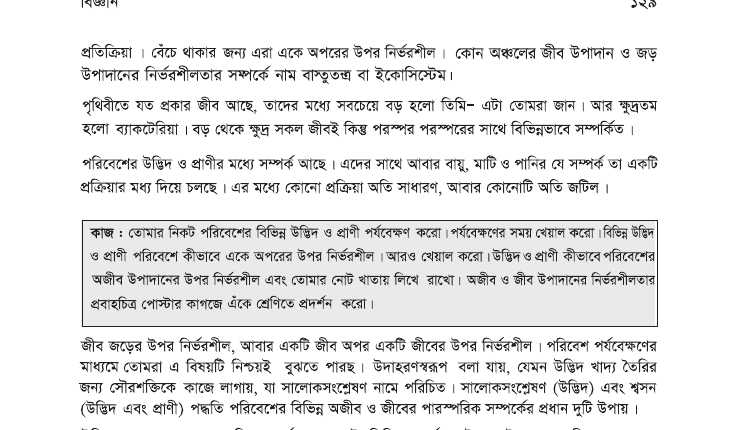 বিজ্ঞান ১২৯
প্রতিক্রিয়া । বেঁচে থাকার জন্য এরা একে অপরের উপর নির্ভরশীল । কোন অঞ্চলের জীব উপাদান ও জড়
উপাদানের নির্ভরশীলতার সম্পর্কে নাম বাস্তুতন্ত্র বা ইকোসিস্টেম।
পৃথিবীতে যত প্রকার জীব আছে, তাদের মধ্যে সবচেয়ে বড় হলো তিমি– এটা তোমরা জান । আর ক্ষুদ্রতম
হলো ব্যাকটেরিয়া । বড় থেকে ক্ষুদ্র সকল জীবই কিন্তু পরস্পর পরস্পরের সাথে বিভিন্নভাবে সম্পর্কিত ।
পরিবেশের উদ্ভিদ ও প্রাণীর মধ্যে সম্পর্ক আছে । এদের সাথে আবার বায়ু, মাটি ও পানির যে সম্পর্ক তা একটি
প্রক্রিয়ার মধ্য দিয়ে চলছে । এর মধ্যে কোনো প্রক্রিয়া অতি সাধারণ, আবার কোনোটি অতি জটিল ।
কাজ : তোমার নিকট পরিবেশের বিভিন্ন উদ্ভিদ ও প্রাণী পর্যবেক্ষণ করো। পর্যবেক্ষণের সময় খেয়াল করো। বিভিন্ন উদ্ভিদ
ও প্রাণী পরিবেশে কীভাবে একে অপরের উপর নির্ভরশীল । আরও খেয়াল করো। উদ্ভিদ ও প্রাণী কীভাবে পরিবেশের
অজীব উপাদানের উপর নির্ভরশীল এবং তোমার নোট খাতায় লিখে রাখো। অজীব ও জীব উপাদানের নির্ভরশীলতার
প্রবাহচিত্র পোস্টার কাগজে এঁকে শ্রেণিতে প্রদর্শন করো।
জীব জড়ের উপর নির্ভরশীল, আবার একটি জীব অপর একটি জীবের উপর নির্ভরশীল । পরিবেশ পর্যবেক্ষণের
মাধ্যমে তোমরা এ বিষয়টি নিশ্চয়ই বুঝতে পারছ। উদাহরণস্বরূপ বলা যায়, যেমন উদ্ভিদ খাদ্য তৈরির
জন্য সৌরশক্তিকে কাজে লাগায়, যা সালোকসংশ্লেষণ নামে পরিচিত । সালোকসংশ্লেষণ (উদ্ভিদ) এবং শ্বসন
(উদ্ভিদ এবং প্রাণী) পদ্ধতি পরিবেশের বিভিন্ন অজীব ও জীবের পারস্পরিক সম্পর্কের প্রধান দুটি উপায় ।